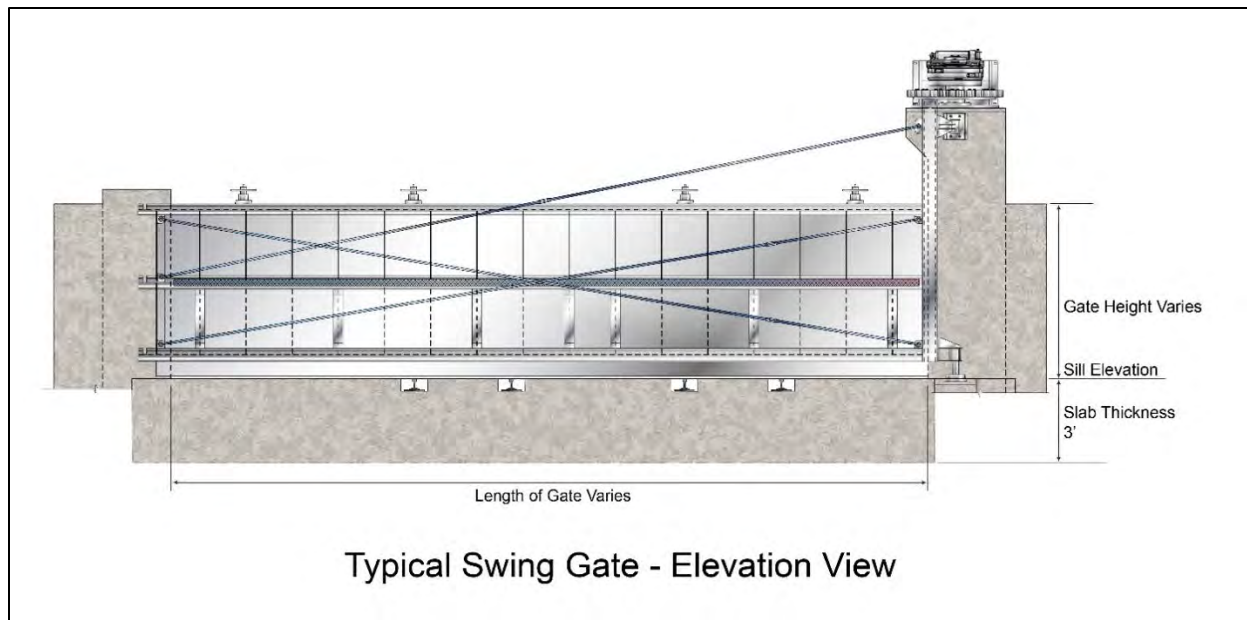 Gate Height Varies
Sill Elevation
Slab Thickness
3'
Length of Gate Varies
Typical Swing Gate - Elevation View